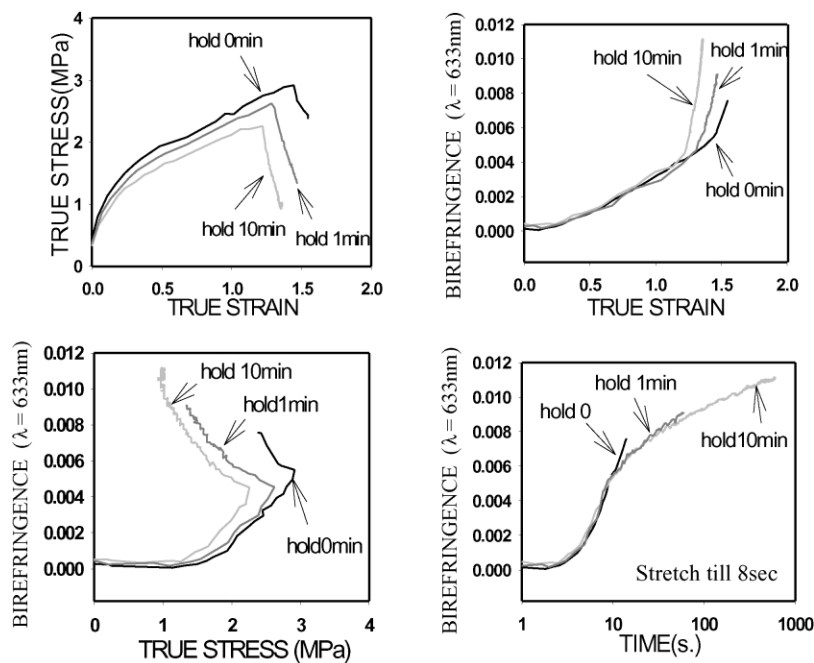 hold 0min
hold 10min
hold 1min
TRUE STRESS(MPa)
4
3
2
1
0
0.0
0.5
1.0
1.5
2.0
TRUE STRAIN
hold 10min
hold 1min
hold 0min
BIREFRINGENCE (λ = 633nm)
0.012
0.010
0.008
0.006
0.004
0.002
0.000
0.0
0.5
1.0
1.5
2.0
TRUE STRAIN
hold 10min
hold1min
hold0min
BIREFRINGENCE (λ = 633nm)
0.012
0.010
0.008
0.006
0.004
0.002
0.000
0
1
2
3
4
TRUE STRESS (MPa)
hold 0
hold 1min
hold10min
Stretch till 8sec
BIREFRINGENCE (λ = 633nm)
0.012
0.010
0.008
0.006
0.004
0.002
0.000
1
10
100
1000
TIME(s.)